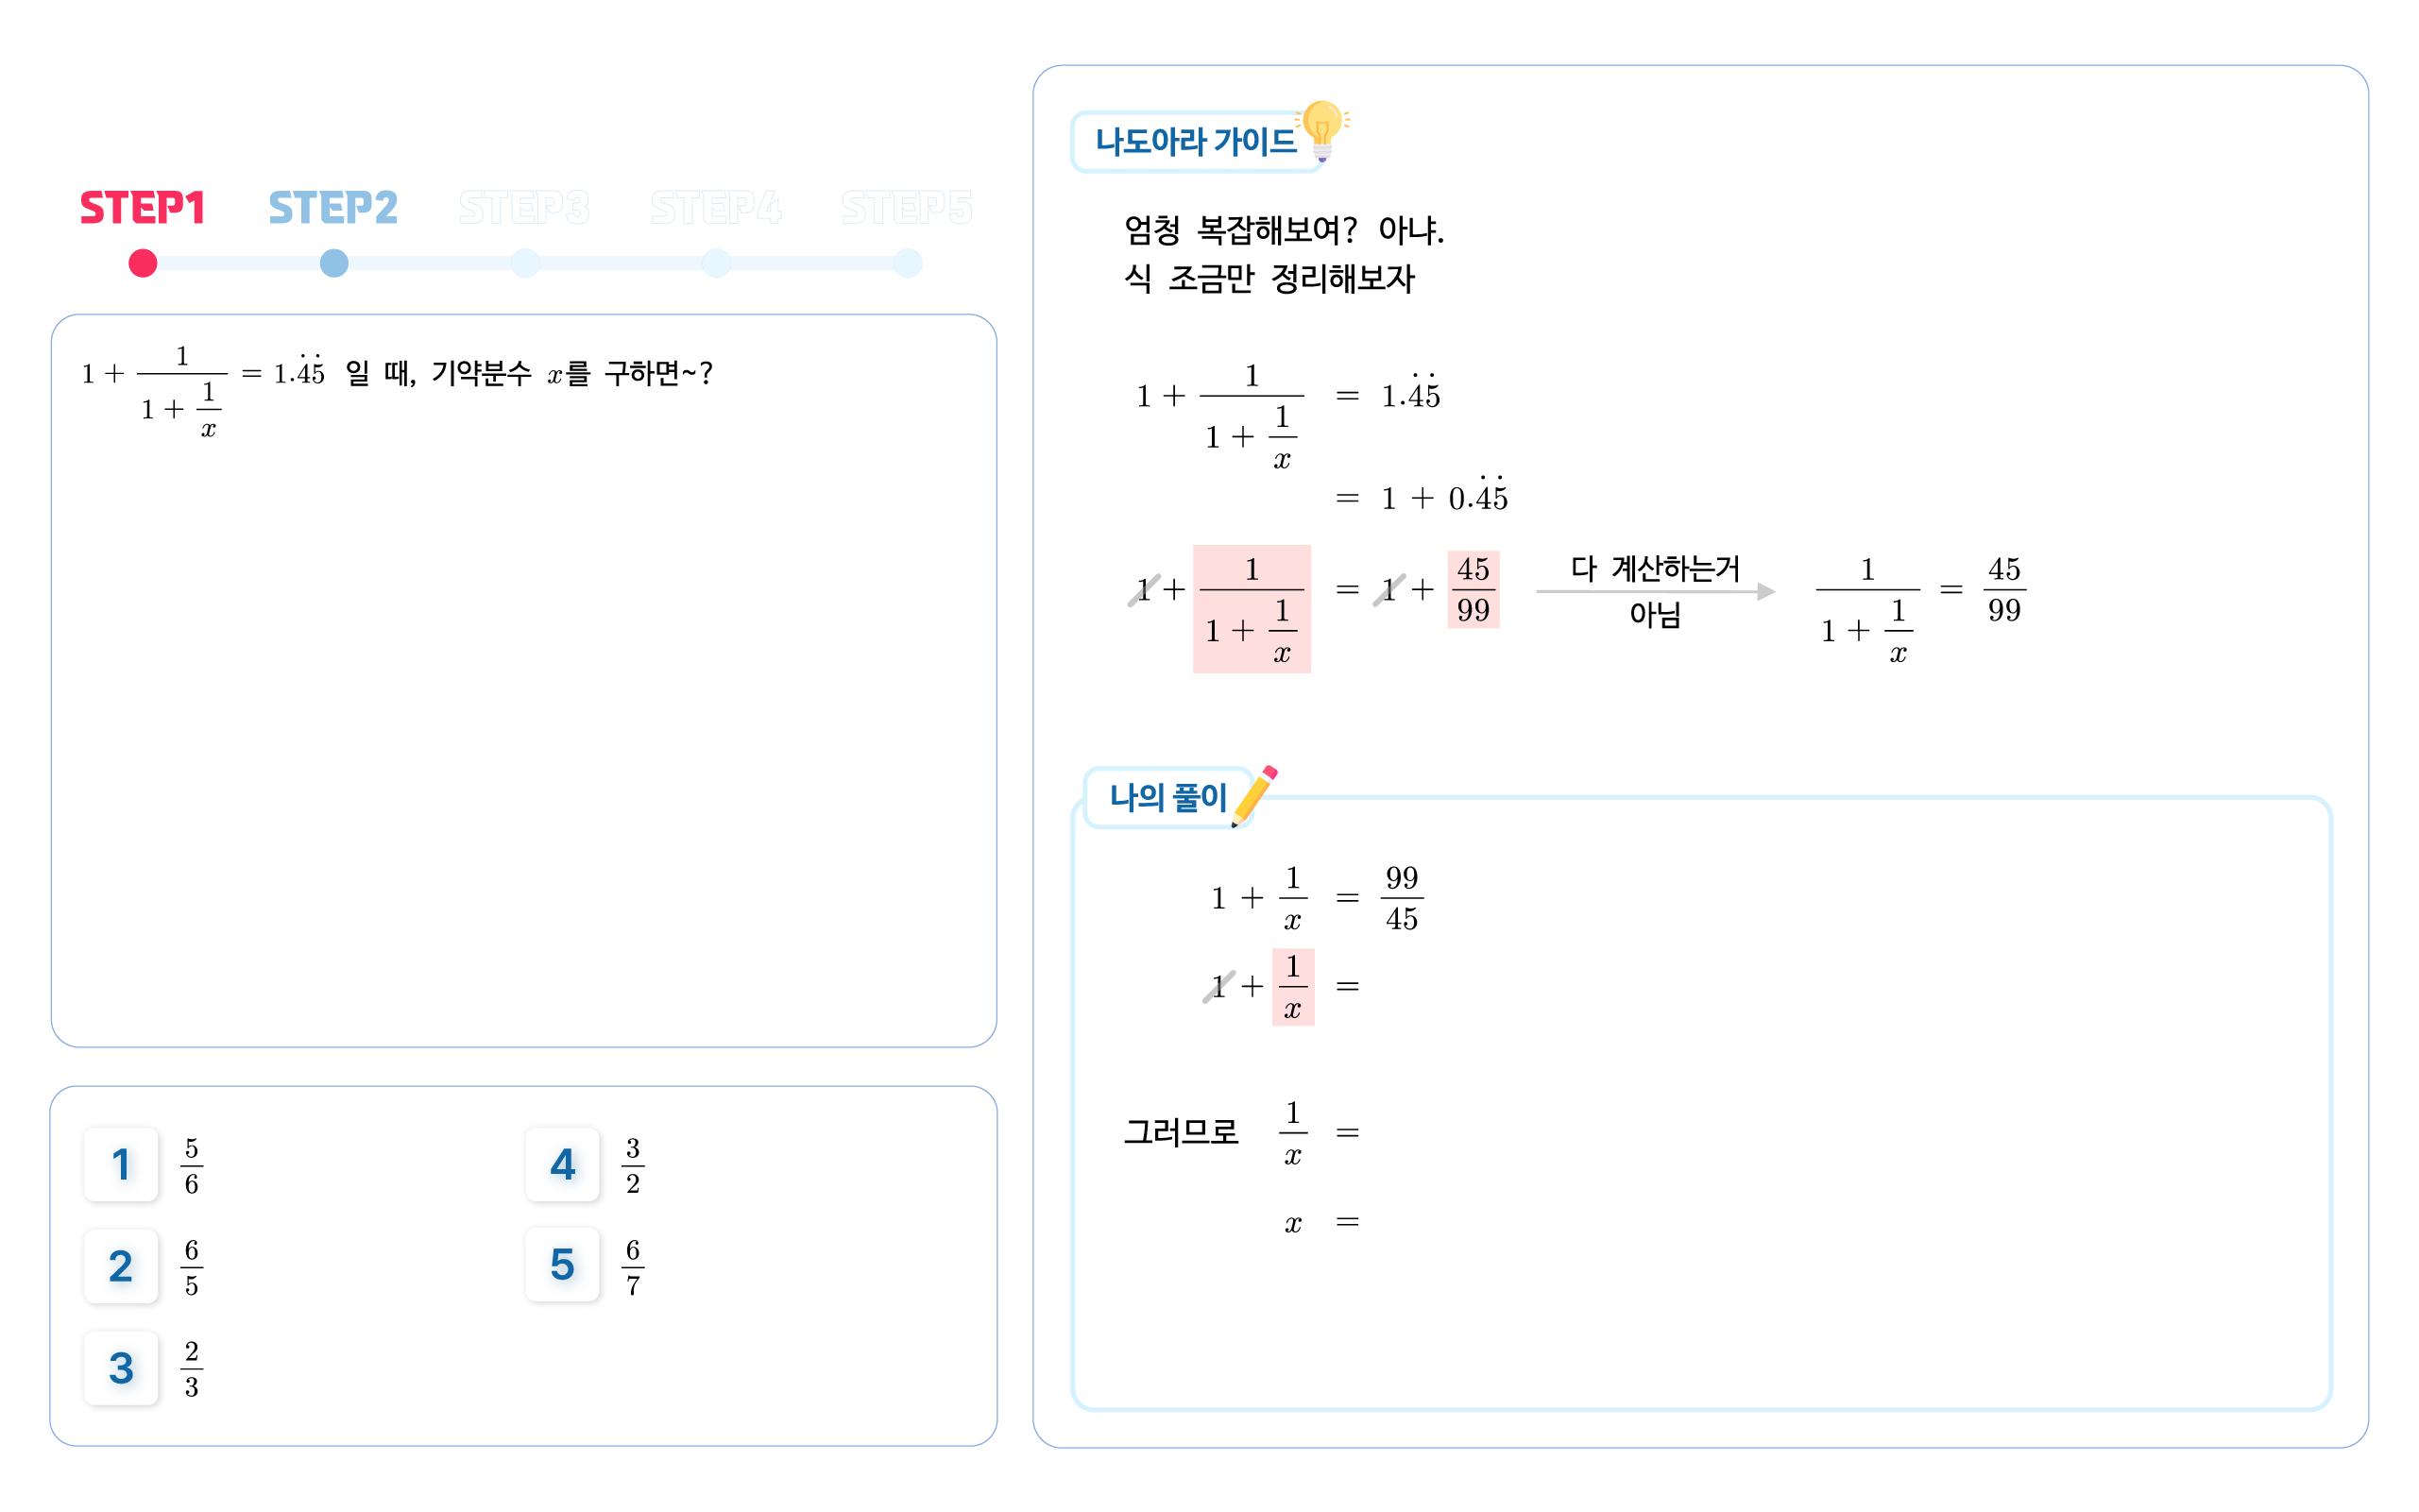 STEP1 STEP2 STEP3 STEP4 STEP5
1 + \frac{1}{1 + \frac{1}{x}} = 1.\dot{4}\dot{5} 일 때, 기약분수 x를 구하면~?
1 \frac{5}{6}
2 \frac{6}{5}
3 \frac{2}{3}
4 \frac{3}{2}
5 \frac{6}{7}
나도아라 가이드
엄청 복잡해보여? 아냐.
식 조금만 정리해보자
1 + \frac{1}{1 + \frac{1}{x}} = 1.\dot{4}\dot{5}
= 1 + 0.\dot{4}\dot{5}
1 + \frac{1}{1 + \frac{1}{x}} = 1 + \frac{45}{99} 다 계산하는거 아님 \frac{1}{1 + \frac{1}{x}} = \frac{45}{99}
나의 풀이
1 + \frac{1}{x} = \frac{99}{45}
1 + \frac{1}{x} =
그러므로 \frac{1}{x} =
x =